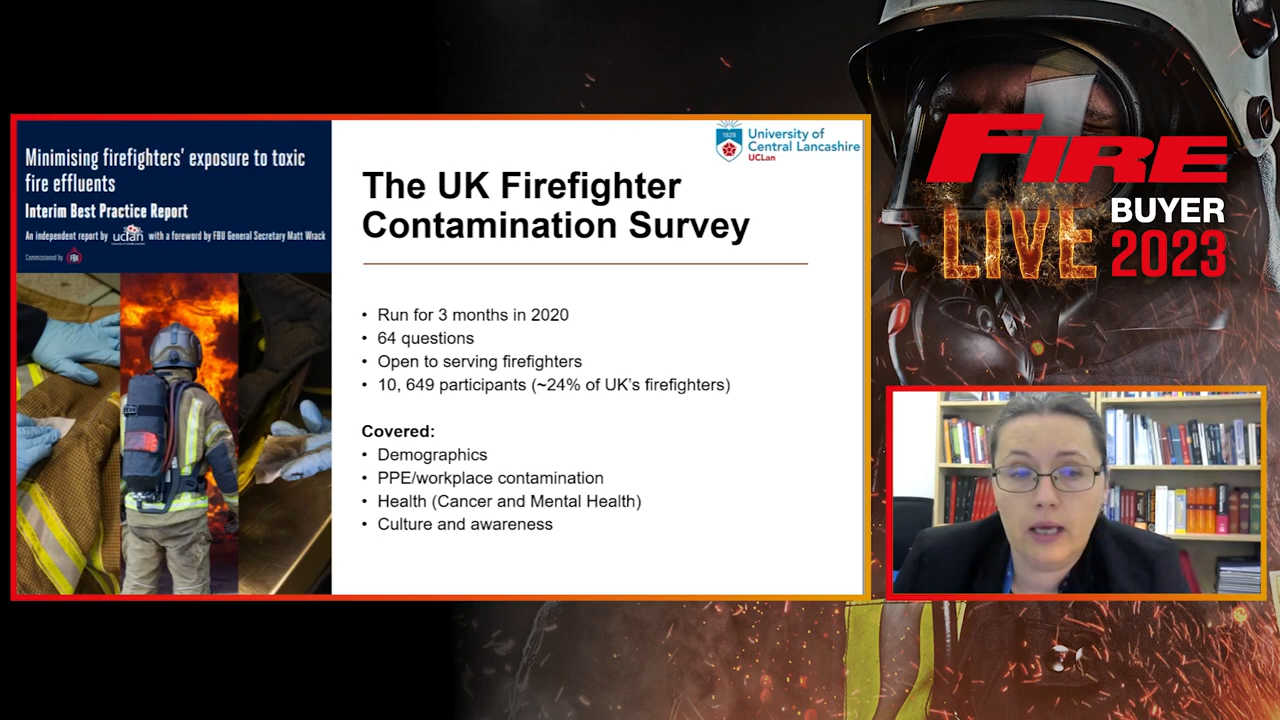 Minimising firefighters' exposure to toxic
fire effluents
Interim Best Practice Report
An independent report by uclan with a foreword by FBU General Secretary Matt Wrack
Commissioned by FBU
1828
University of
Central Lancashire
UCLan
The UK Firefighter
Contamination Survey
• Run for 3 months in 2020
• 64 questions
• Open to serving firefighters
• 10, 649 participants (~24% of UK's firefighters)
Covered:
• Demographics
• PPE/workplace contamination
• Health (Cancer and Mental Health)
• Culture and awareness
FIRE
LIVE
BUYER
2023